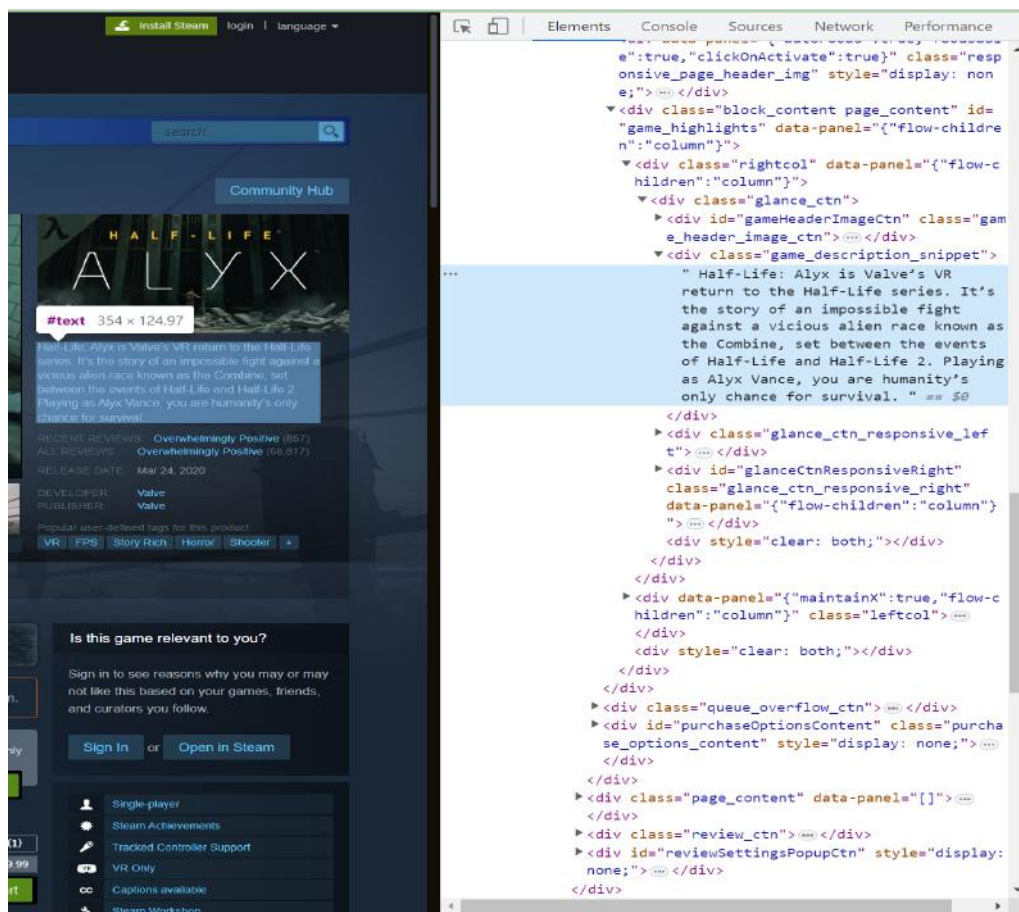 Install Steam login | language
search
Community Hub
HALF-LIFE
ALYX
#text 354 × 124.97
Half-Life: Alyx is Valve's VR return to the Half-Life
series. It's the story of an impossible fight against a
vicious alien race known as the Combine, set
between the events of Half-Life and Half-Life 2.
Playing as Alyx Vance, you are humanity's only
chance for survival.
RECENT REVIEWS: Overwhelmingly Positive (857)
ALL REVIEWS: Overwhelmingly Positive (68,817)
RELEASE DATE: Mar 24, 2020
DEVELOPER: Valve
PUBLISHER: Valve
Popular user-defined tags for this product:
VR FPS Story Rich Horror Shooter +
Is this game relevant to you?
Sign in to see reasons why you may or may
not like this based on your games, friends,
and curators you follow.
Sign In or Open in Steam
Single-player
Steam Achievements
Tracked Controller Support
VR Only
CC Captions available
Steam Workshop
n.
nly
(1)
9.99
rt
Elements Console Sources Network Performance
e":true,"clickOnActivate":true}" class="resp
onsive_page_header_img" style="display: non
e;">… </div>
<div class="block_content page_content" id=
"game_highlights" data-panel="{"flow-childre
n":"column"}">
<div class="rightcol" data-panel="{"flow-c
hildren":"column"}">
<div class="glance_ctn">
<div id="gameHeaderImageCtn" class="gam
e_header_image_ctn">…</div>
<div class="game_description_snippet">
… " Half-Life: Alyx is Valve's VR
return to the Half-Life series. It's
the story of an impossible fight
against a vicious alien race known as
the Combine, set between the events
of Half-Life and Half-Life 2. Playing
as Alyx Vance, you are humanity's
only chance for survival. " == $0
</div>
<div class="glance_ctn_responsive_lef
t">…</div>
<div id="glanceCtnResponsiveRight"
class="glance_ctn_responsive_right"
data-panel="{"flow-children":"column"}
">…</div>
<div style="clear: both;"></div>
</div>
</div>
<div data-panel="{"maintainX":true,"flow-c
hildren":"column"}" class="leftcol">…
</div>
<div style="clear: both;"></div>
</div>
</div>
<div class="queue_overflow_ctn">…</div>
<div id="purchaseOptionsContent" class="purcha
se_options_content" style="display: none;">…
</div>
</div>
<div class="page_content" data-panel="[]">…
</div>
<div class="review_ctn">…</div>
<div id="reviewSettingsPopupCtn" style="display:
none;">…</div>
</div>